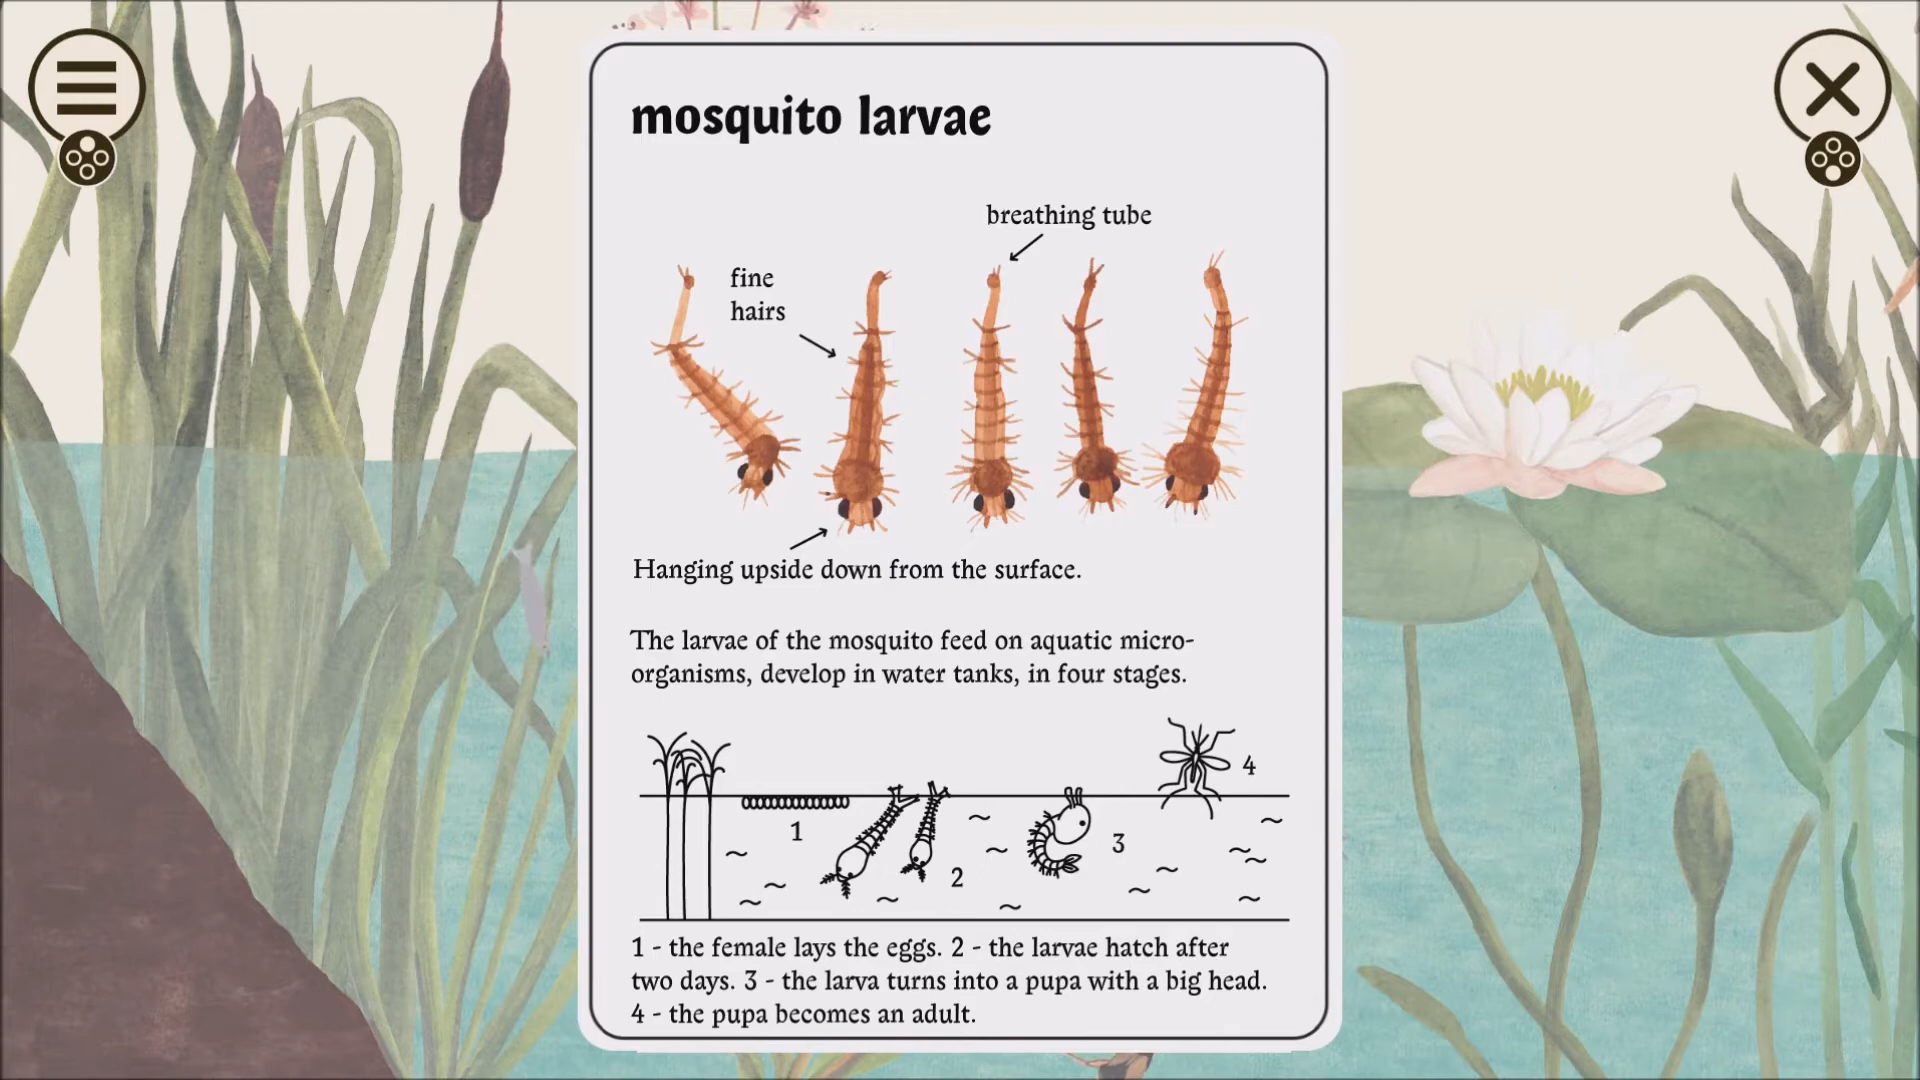 mosquito larvae
breathing tube
fine
hairs
Hanging upside down from the surface.
The larvae of the mosquito feed on aquatic micro-
organisms, develop in water tanks, in four stages.
4
1
3
2
1 - the female lays the eggs. 2 - the larvae hatch after
two days. 3 - the larva turns into a pupa with a big head.
4 - the pupa becomes an adult.